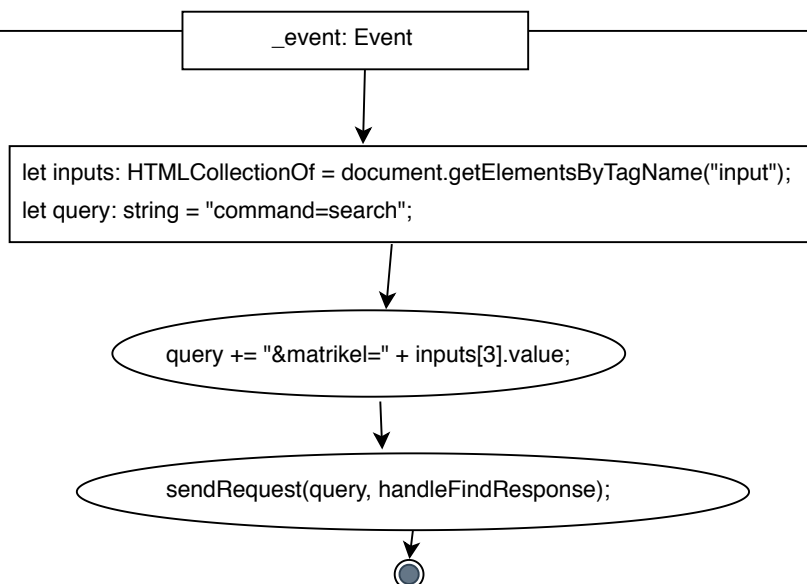 _event: Event
let inputs: HTMLCollectionOf = document.getElementsByTagName("input");
let query: string = "command=search";
query += "&matrikel=" + inputs[3].value;
sendRequest(query, handleFindResponse);